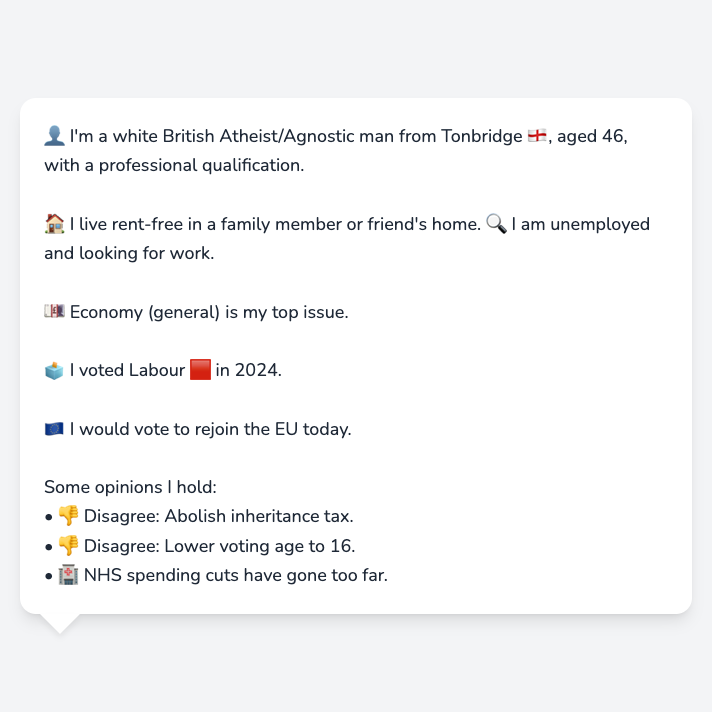 👤 I'm a white British Atheist/Agnostic man from Tonbridge 🏴󠁧󠁢󠁥󠁮󠁧󠁿, aged 46,
with a professional qualification.
🏠 I live rent-free in a family member or friend's home. 🔍 I am unemployed
and looking for work.
💷 Economy (general) is my top issue.
🗳️ I voted Labour 🟥 in 2024.
🇪🇺 I would vote to rejoin the EU today.
Some opinions I hold:
• 👎 Disagree: Abolish inheritance tax.
• 👎 Disagree: Lower voting age to 16.
• 🏥 NHS spending cuts have gone too far.